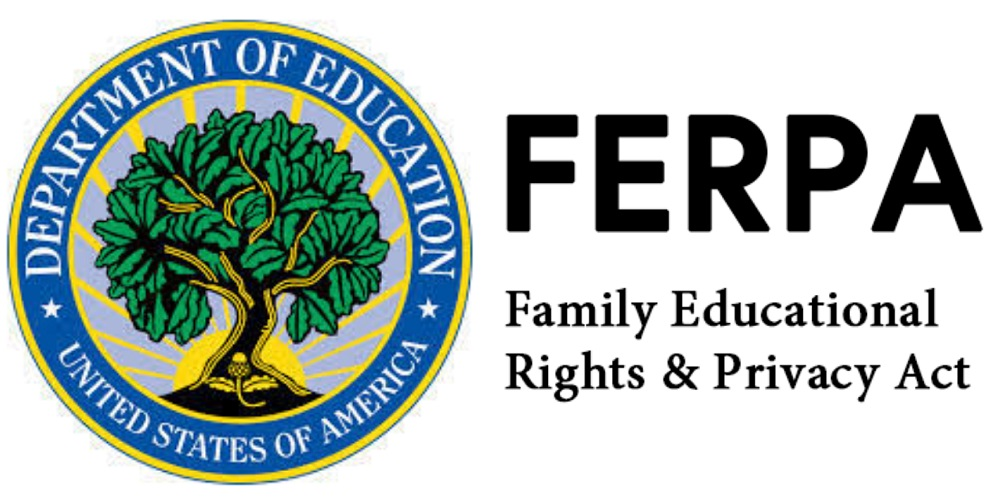 DEPARTMENT OF EDUCATION
UNITED STATES OF AMERICA
FERPA
Family Educational
Rights & Privacy Act